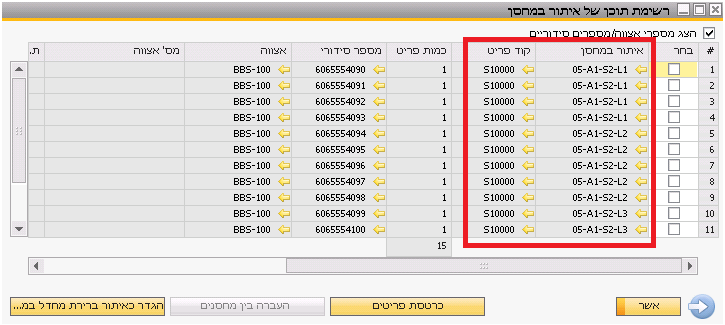 רשימת תוכן של איתור במחסן
הצג מספרי אצווה/מספרים סידוריים
# בחר איתור במחסן קוד פריט כמות פריט מספר סידורי אצווה מס' אצווה ת.
1 05-A1-S2-L1 S10000 1 6065554090 BBS-100
1 05-A1-S2-L1 S10000 1 6065554091 BBS-100
1 05-A1-S2-L1 S10000 1 6065554092 BBS-100
1 05-A1-S2-L1 S10000 1 6065554093 BBS-100
5 05-A1-S2-L2 S10000 1 6065554094 BBS-100
6 05-A1-S2-L2 S10000 1 6065554095 BBS-100
7 05-A1-S2-L2 S10000 1 6065554096 BBS-100
8 05-A1-S2-L2 S10000 1 6065554097 BBS-100
9 05-A1-S2-L2 S10000 1 6065554098 BBS-100
10 05-A1-S2-L3 S10000 1 6065554099 BBS-100
11 05-A1-S2-L3 S10000 1 6065554100 BBS-100
15
אשר כרטסת פריטים העברה בין מחסנים הגדר כאיתור ברירת מחדל במ...